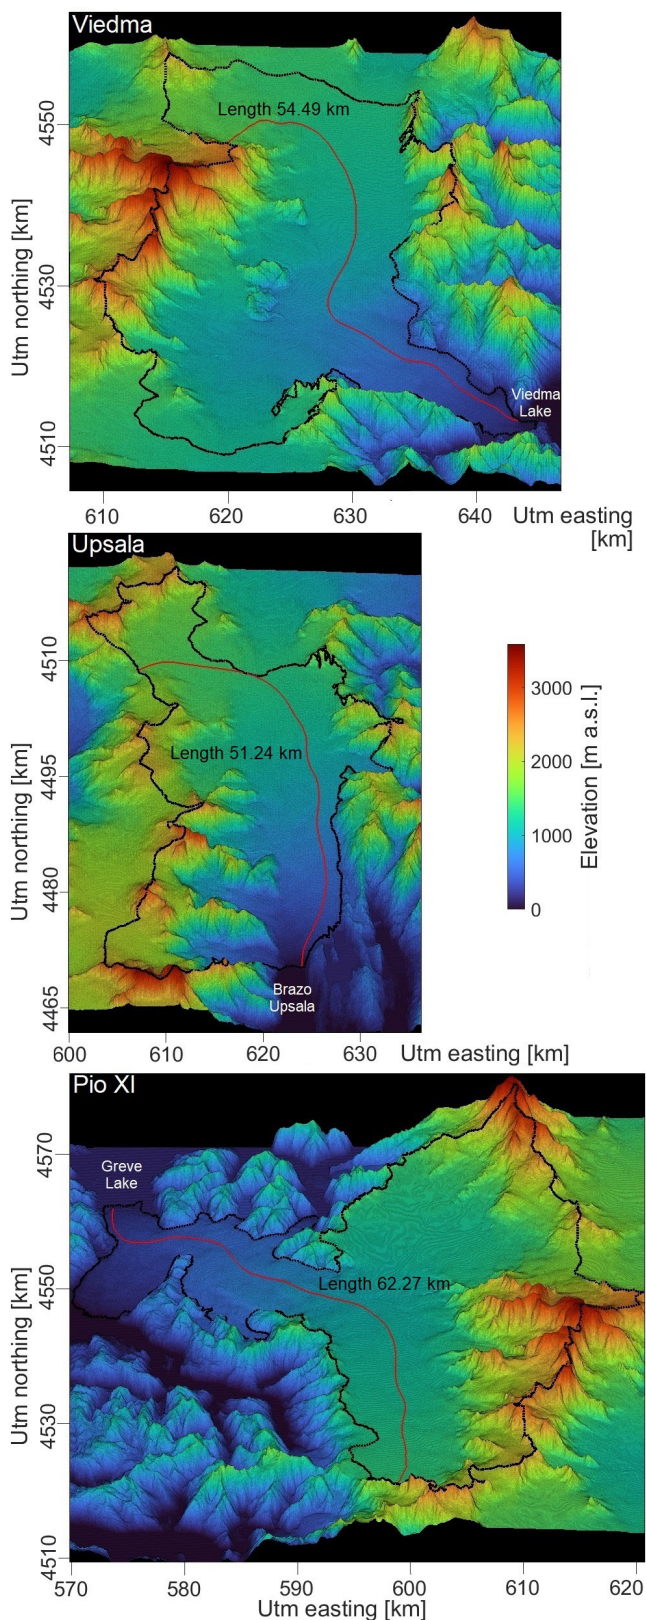 Viedma
Length 54.49 km
4550
4530
4510
Utm northing [km]
Viedma
Lake
610
620
630
640
Utm easting
[km]
Upsala
4510
4495
4480
4465
Utm northing [km]
Length 51.24 km
Brazo
Upsala
600
610
620
630
Utm easting [km]
3000
2000
1000
0
Elevation [m a.s.l.]
Pio XI
4570
4550
4530
4510
Utm northing [km]
Greve
Lake
Length 62.27 km
570
580
590
600
610
620
Utm easting [km]